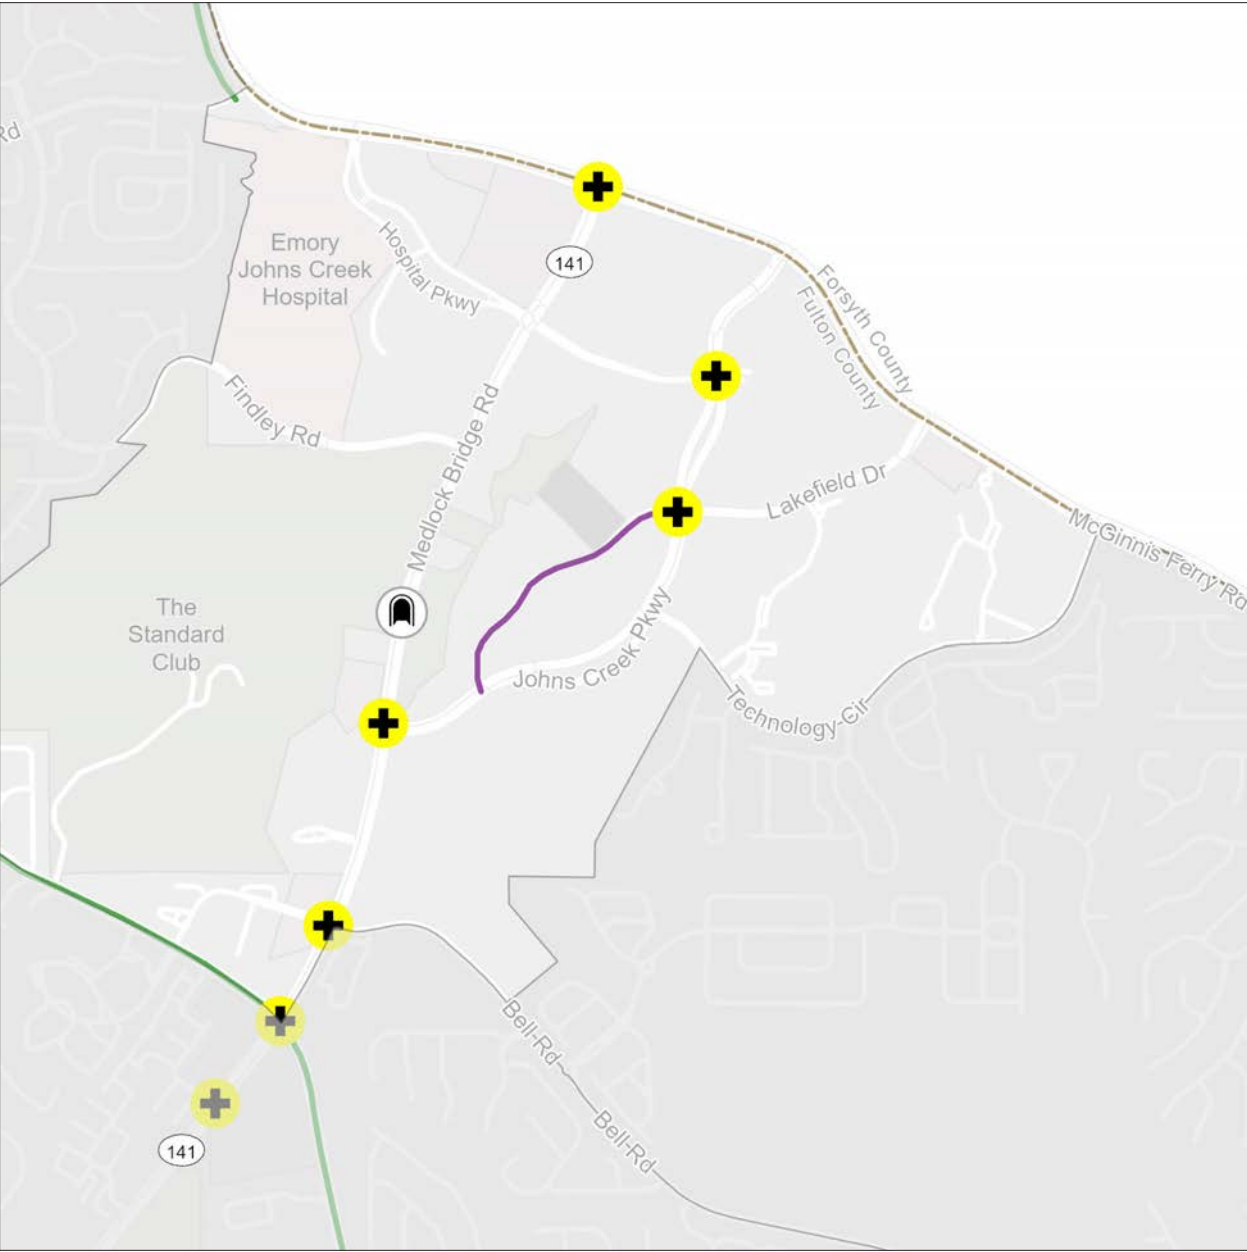 Rd
Emory
Johns Creek
Hospital
Hospital Pkwy
141
Forsyth County
Fulton County
Findley Rd
Medlock Bridge Rd
Lakefield Dr
McGinnis Ferry Rd
The
Standard
Club
Johns Creek Pkwy
Technology Cir
Bell Rd
Bell Rd
141